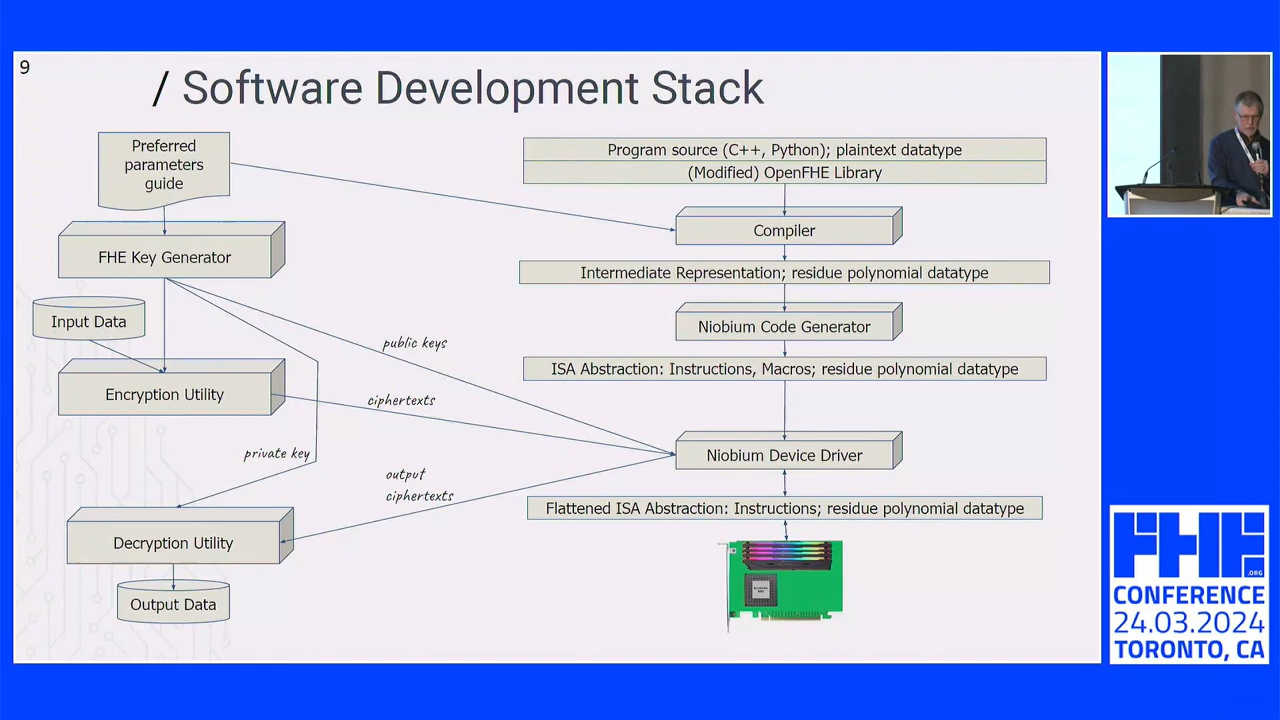 9
/ Software Development Stack
Preferred
parameters
guide
FHE Key Generator
Input Data
Encryption Utility
Decryption Utility
Output Data
public keys
ciphertexts
private key
output
ciphertexts
Program source (C++, Python); plaintext datatype
(Modified) OpenFHE Library
Compiler
Intermediate Representation; residue polynomial datatype
Niobium Code Generator
ISA Abstraction: Instructions, Macros; residue polynomial datatype
Niobium Device Driver
Flattened ISA Abstraction: Instructions; residue polynomial datatype
FHE
.ORG
CONFERENCE
24.03.2024
TORONTO, CA